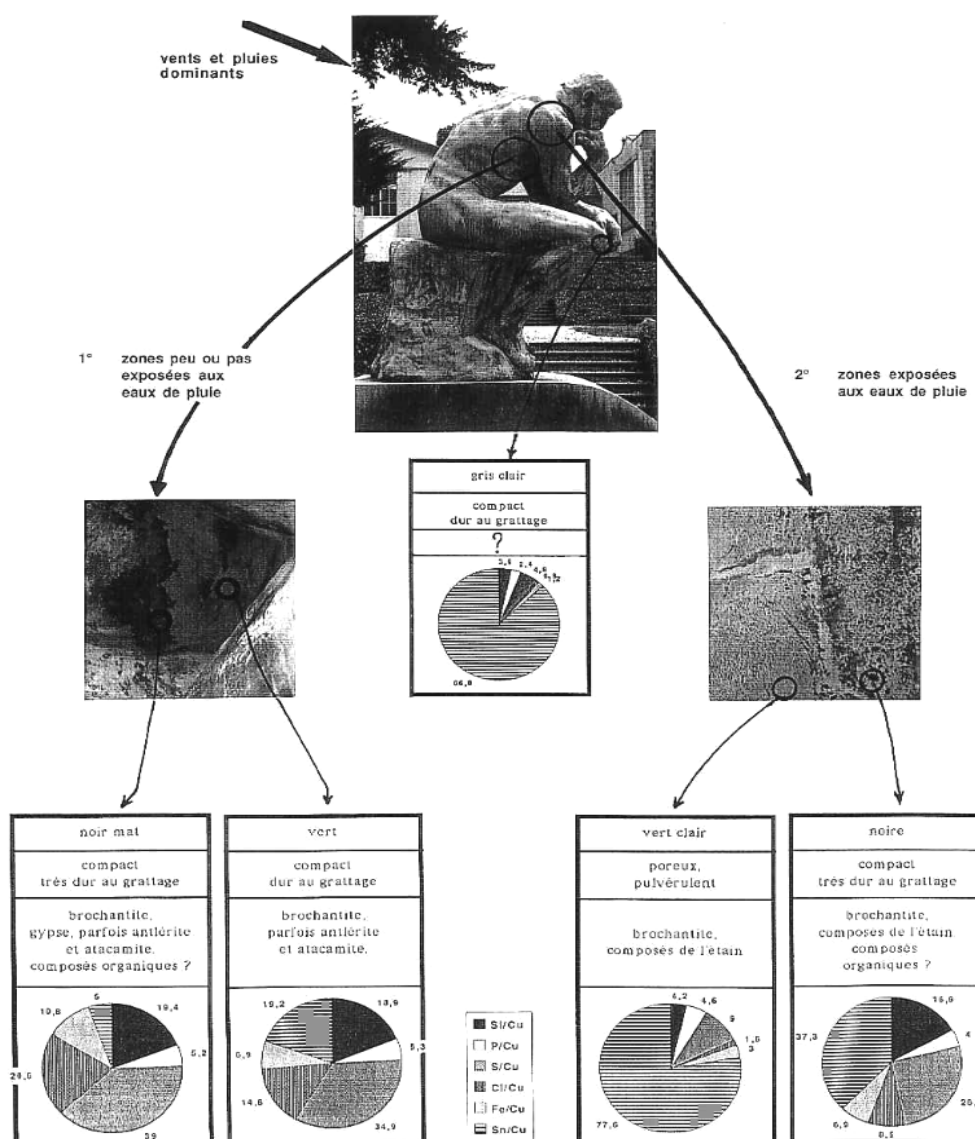 vents et pluies
dominants
1° zones peu ou pas
exposées aux
eaux de pluie
2° zones exposées
aux eaux de pluie
gris clair
compact
dur au grattage
?
noir mat
compact
très dur au grattage
brochantite,
gypse, parfois antlérite
et atacamite,
composés organiques ?
5
19,4
5,2
39
10,8
vert
compact
dur au grattage
brochantite,
parfois antlérite
et atacamite.
19,2
5,3
34,9
14,6
6,9
Si/Cu
P/Cu
S/Cu
Cl/Cu
Fe/Cu
Sn/Cu
vert clair
poreux,
pulvérulent
brochantite,
composés de l'étain
4,6
9
3
77,6
noire
compact
très dur au grattage
brochantite,
composés de l'étain
composés
organiques ?
4
6,9
37,3